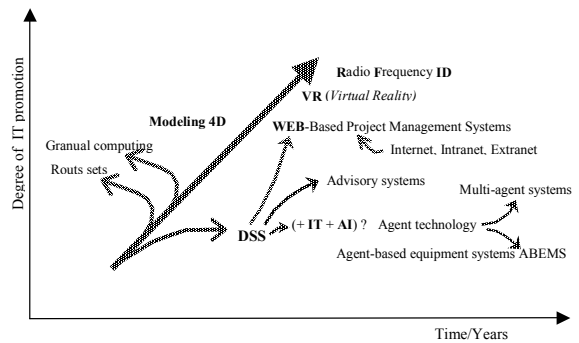 Degree of IT promotion
Radio Frequency ID
VR (Virtual Reality)
Modeling 4D
WEB-Based Project Management Systems
Granual computing
Internet, Intranet, Extranet
Routs sets
Advisory systems
Multi-agent systems
DSS
(+ IT + AI) ?
Agent technology
Agent-based equipment systems ABEMS
Time/Years